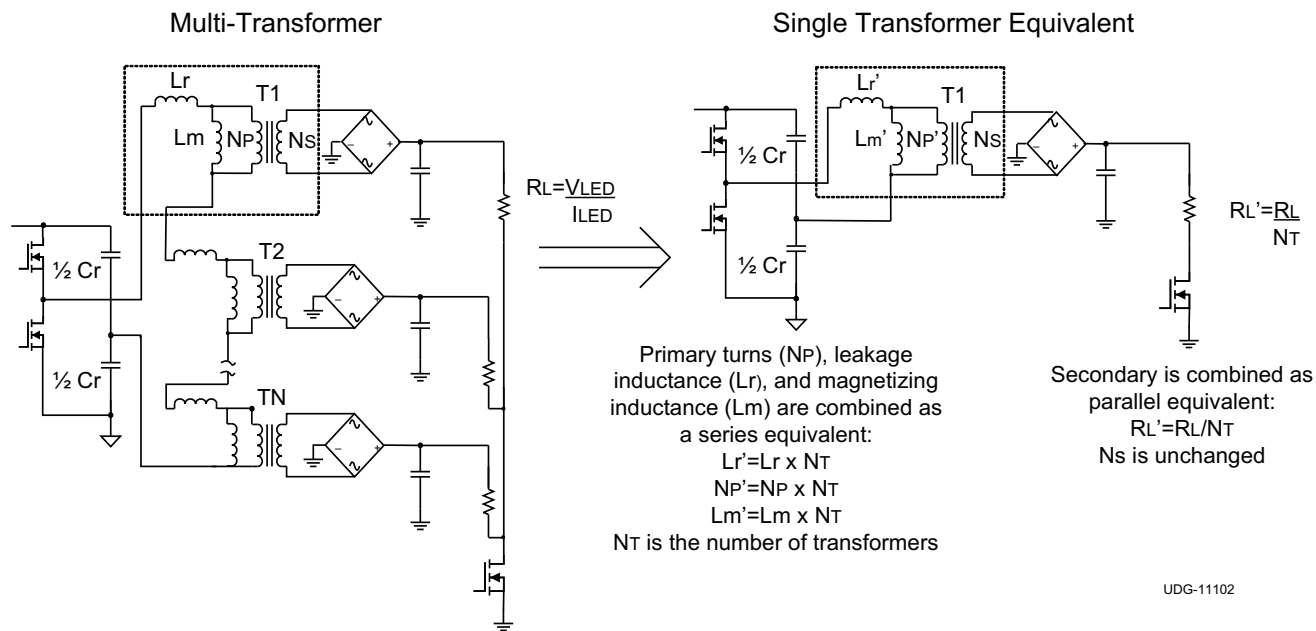 Multi-Transformer
Lr
T1
Lm
NP
NS
RL=VLED
ILED
T2
½ Cr
½ Cr
TN
Single Transformer Equivalent
Lr’
T1
Lm’
NP’
NS
½ Cr
½ Cr
RL’=RL
NT
Primary turns (NP), leakage
inductance (Lr), and magnetizing
inductance (Lm) are combined as
a series equivalent:
Lr’=Lr x NT
NP’=NP x NT
Lm’=Lm x NT
NT is the number of transformers
Secondary is combined as
parallel equivalent:
RL’=RL/NT
Ns is unchanged
UDG-11102